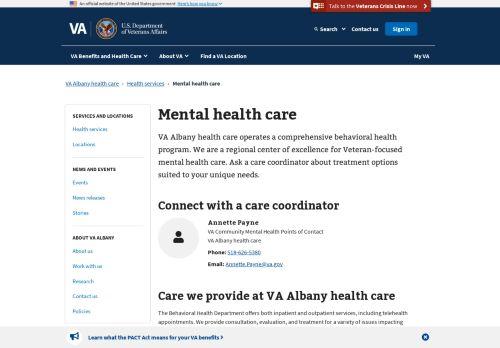 An official website of the United States government Here's how you know
Talk to the Veterans Crisis Line now
VA
U.S. Department
of Veterans Affairs
Search
Contact us
Sign in
VA Benefits and Health Care
About VA
Find a VA Location
My VA
VA Albany health care › Health services › Mental health care
SERVICES AND LOCATIONS
Health services
Locations
NEWS AND EVENTS
Events
News releases
Stories
ABOUT VA ALBANY
About us
Work with us
Research
Contact us
Policies
Mental health care
VA Albany health care operates a comprehensive behavioral health
program. We are a regional center of excellence for Veteran-focused
mental health care. Ask a care coordinator about treatment options
suited to your unique needs.
Connect with a care coordinator
Annette Payne
VA Community Mental Health Points of Contact
VA Albany health care
Phone: 518-626-5380
Email: Annette.Payne@va.gov
Care we provide at VA Albany health care
The Behavioral Health Department offers both inpatient and outpatient services, including telehealth
appointments. We provide consultation, evaluation, and treatment for a variety of issues impacting
Learn what the PACT Act means for your VA benefits